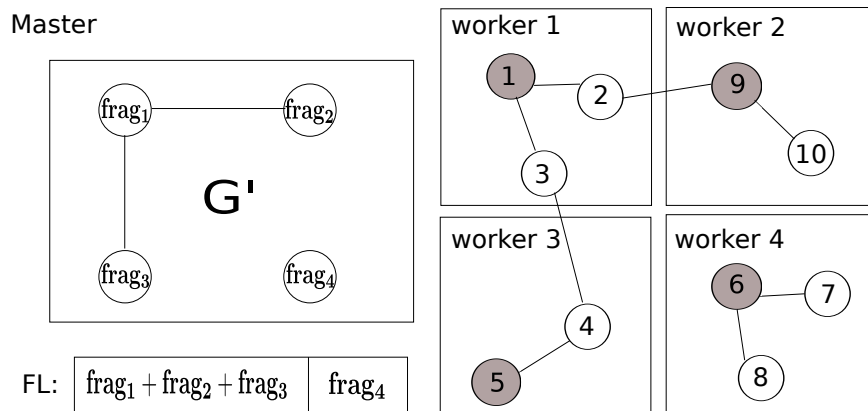 Master
frag₁ frag₂
G'
frag₃ frag₄
FL: frag₁ + frag₂ + frag₃ frag₄
worker 1
1
2
3
worker 2
9
10
worker 3
4
5
worker 4
6
7
8